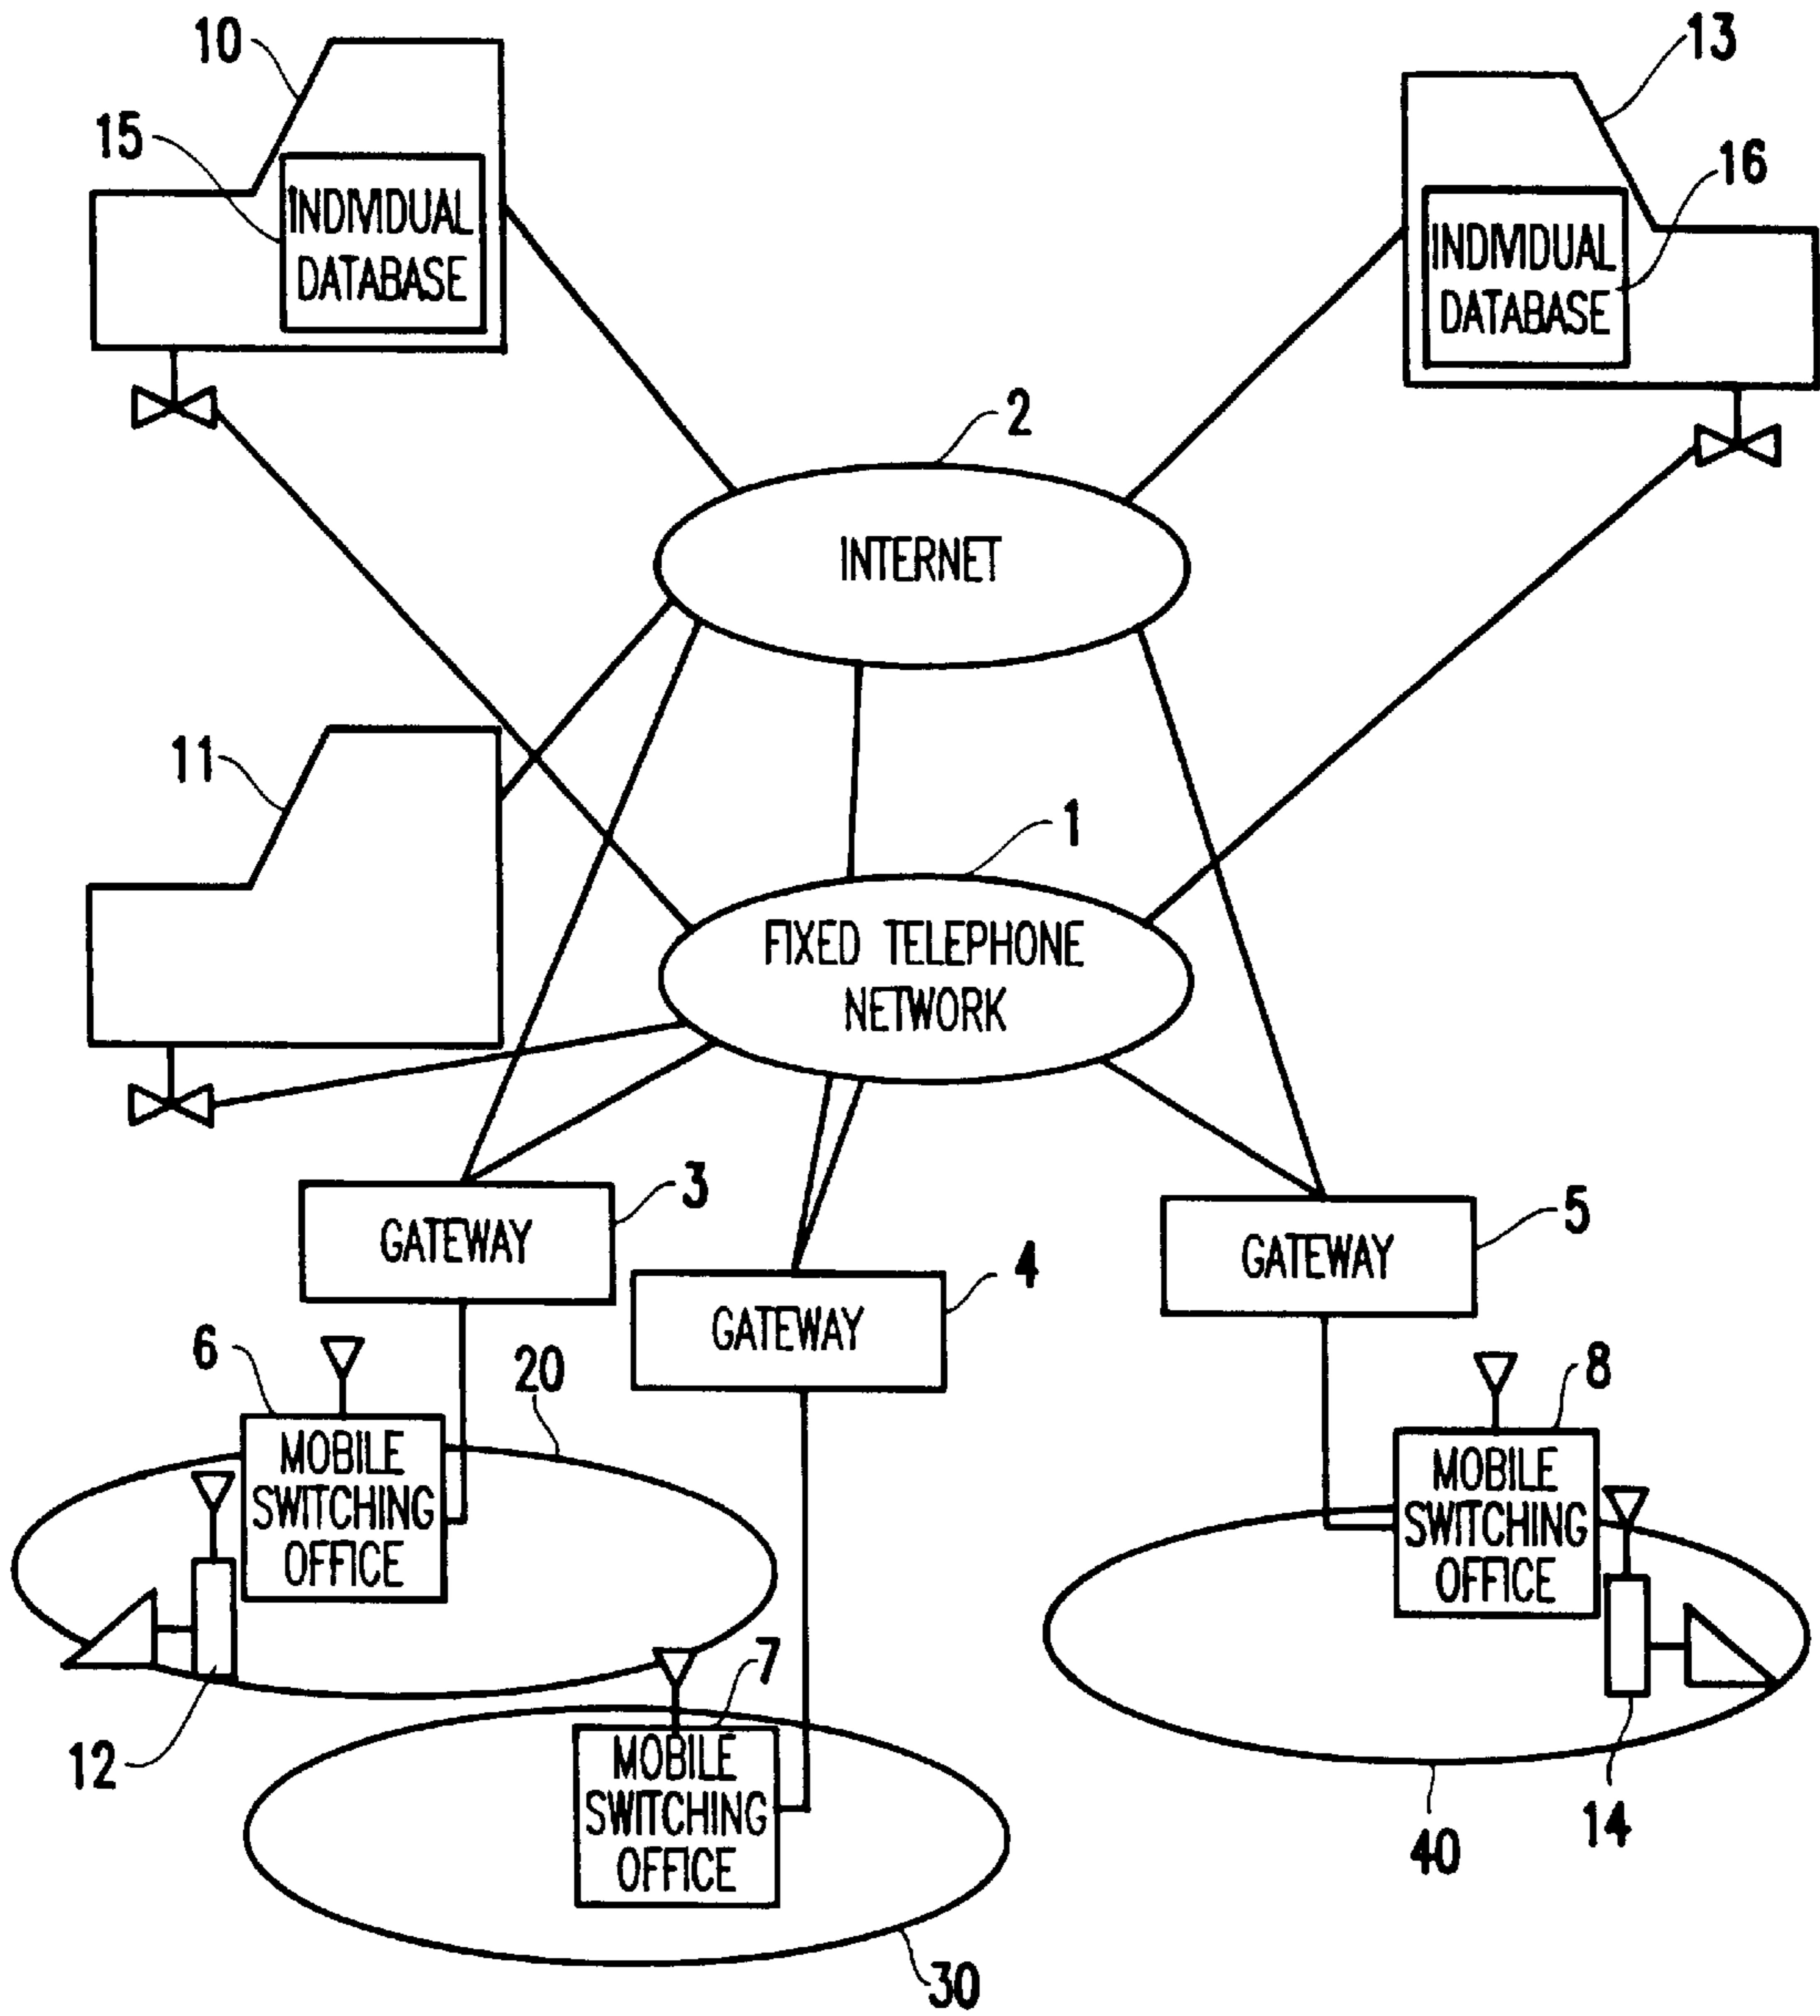 10
13
15
INDIVIDUAL
DATABASE
16
INDIVIDUAL
DATABASE
2
INTERNET
11
1
FIXED TELEPHONE
NETWORK
3
GATEWAY
5
GATEWAY
4
GATEWAY
6
20
8
MOBILE
SWITCHING
OFFICE
MOBILE
SWITCHING
OFFICE
7
12
MOBILE
SWITCHING
OFFICE
14
40
30